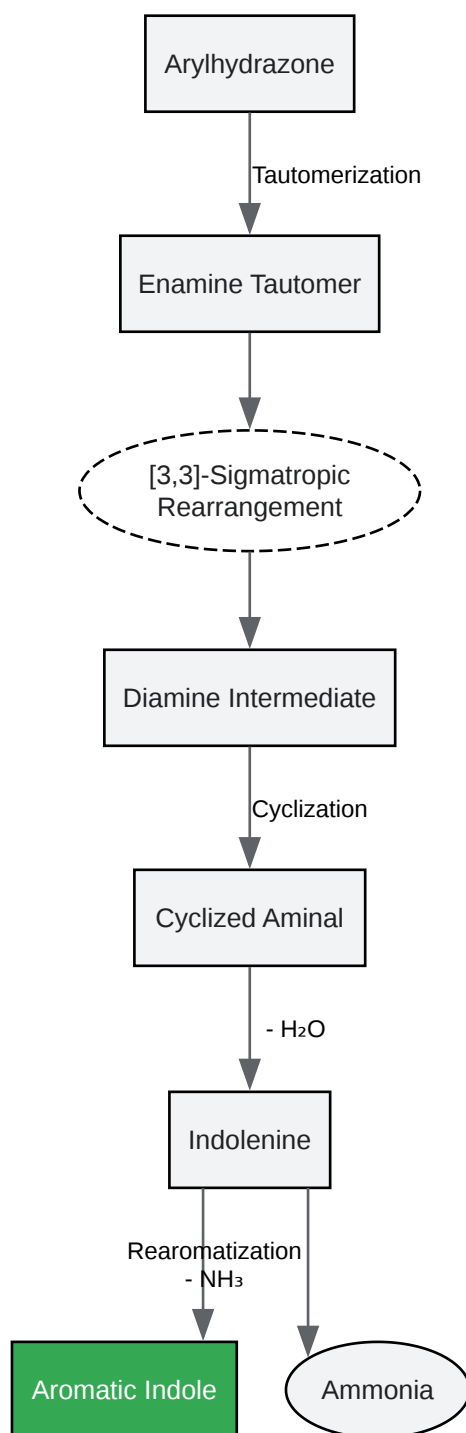 Arylhydrazone
Tautomerization
Enamine Tautomer
[3,3]-Sigmatropic
Rearrangement
Diamine Intermediate
Cyclization
Cyclized Aminal
- H₂O
Indolenine
Rearomatization
- NH₃
Aromatic Indole
Ammonia